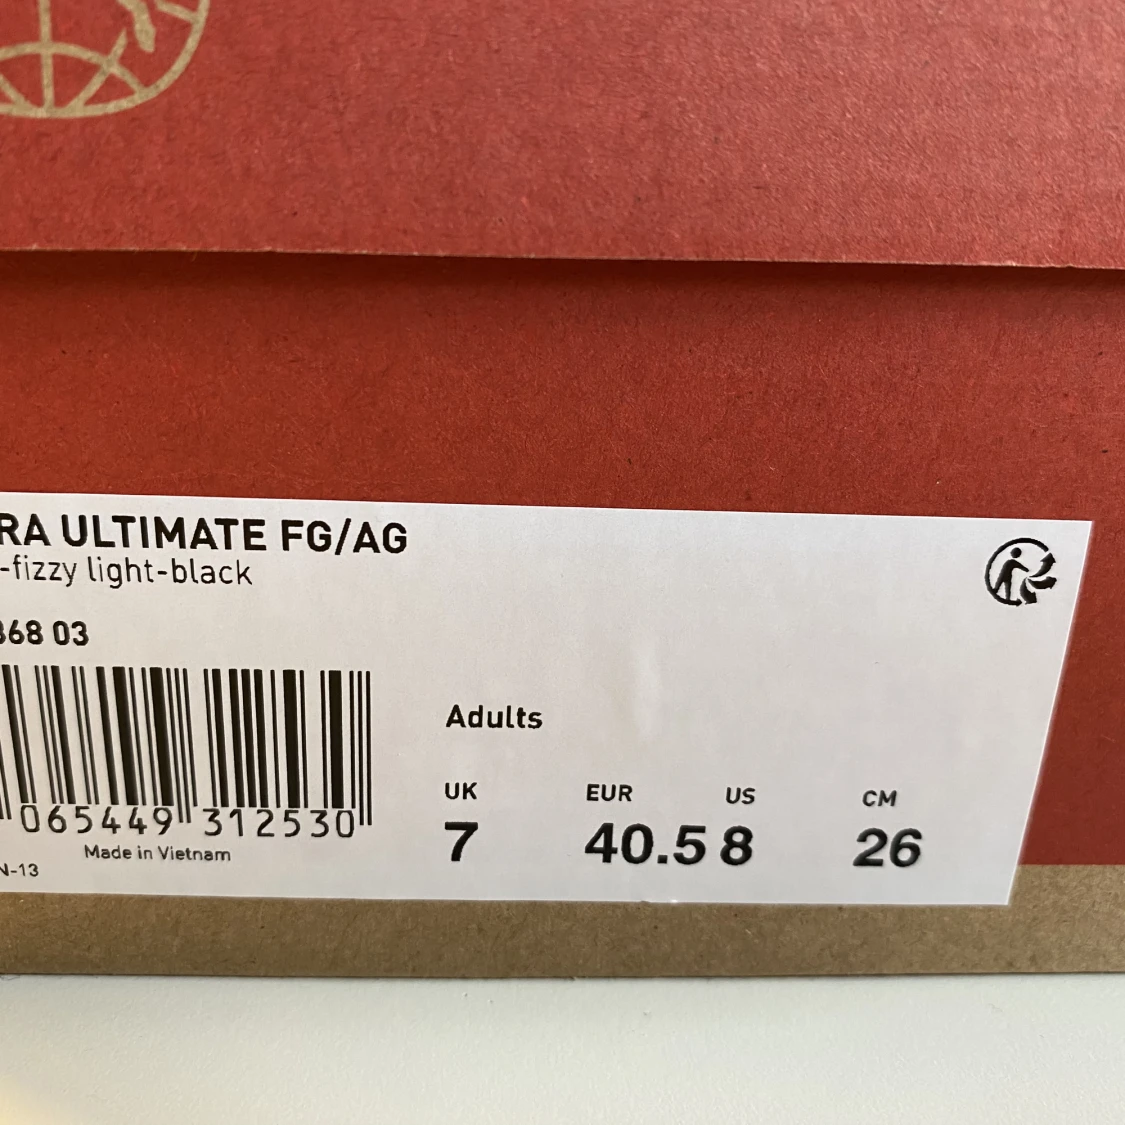 RA ULTIMATE FG/AG
-fizzy light-black
368 03
065449 312530
Made in Vietnam
N-13
Adults
UK EUR US CM
7 40.5 8 26